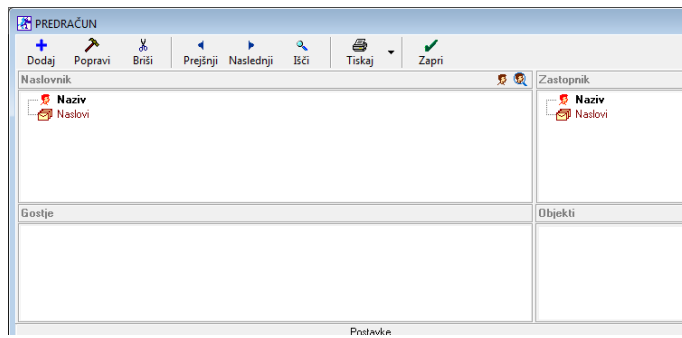 PREDRAČUN
Dodaj Popravi Briši Prejšnji Naslednji Išči Tiskaj Zapri
Naslovnik Zastopnik
Naziv Naziv
Naslovi Naslovi
Gostje Objekti
Postavke